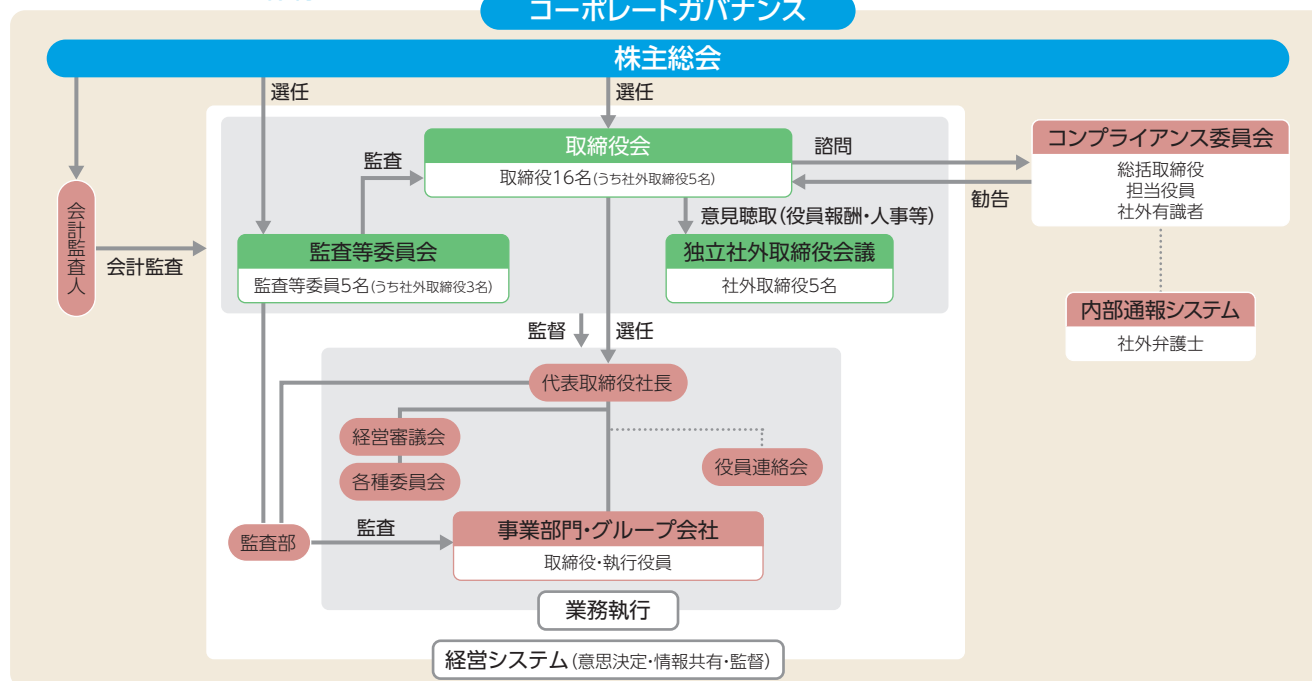 コーポレートガバナンス
株主総会
選任
選任
取締役会
取締役16名(うち社外取締役5名)
監査
諮問
勧告
コンプライアンス委員会
総括取締役
担当役員
社外有識者
会計監査人
会計監査
意見聴取(役員報酬・人事等)
監査等委員会
監査等委員5名(うち社外取締役3名)
独立社外取締役会議
社外取締役5名
内部通報システム
社外弁護士
監督
選任
代表取締役社長
経営審議会
各種委員会
役員連絡会
監査部
監査
事業部門・グループ会社
取締役・執行役員
業務執行
経営システム(意思決定・情報共有・監督)